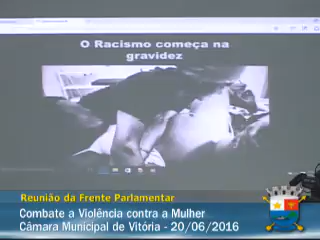 O Racismo começa na
gravidez
Reunião da Frente Parlamentar
Combate a Violência contra a Mulher
Câmara Municipal de Vitória - 20/06/2016